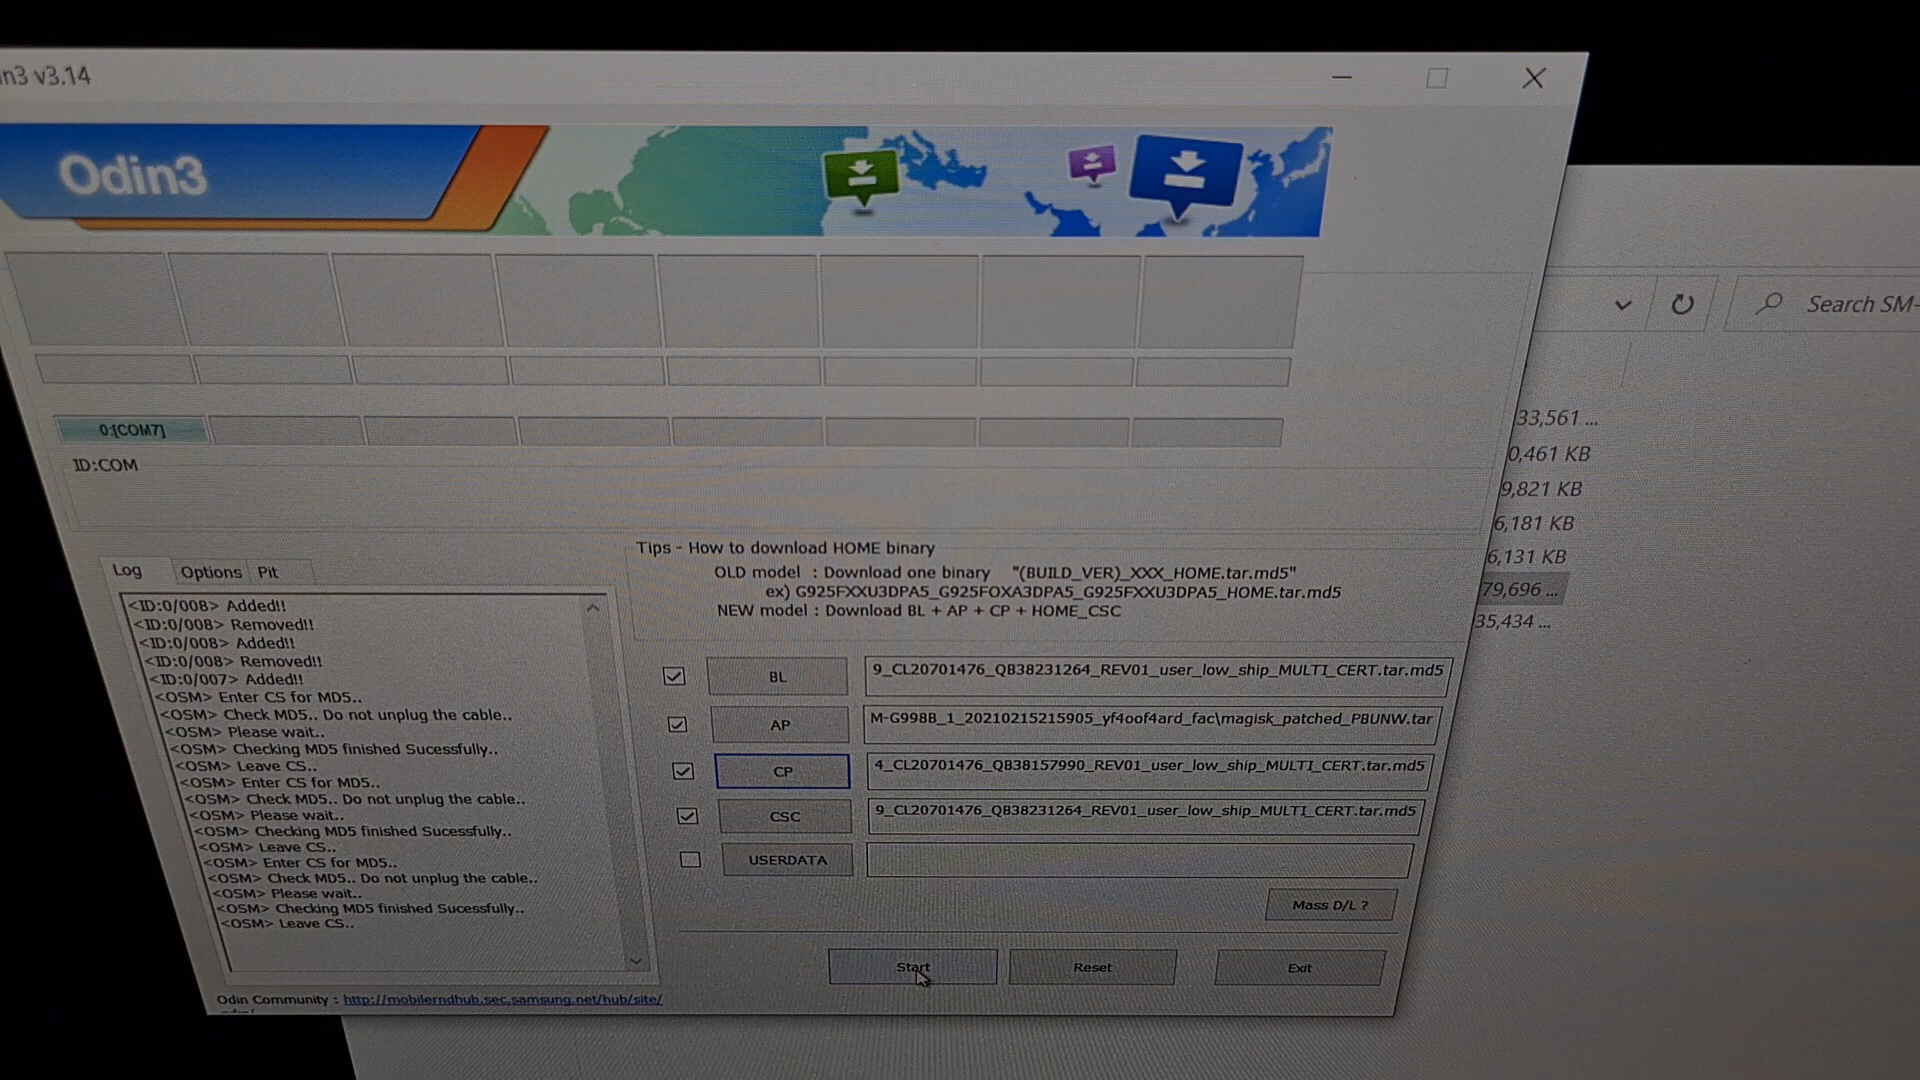 in3 v3.14
Odin3
Search SM-
0:[COM7]
ID:COM
33,561 ...
0,461 KB
9,821 KB
6,181 KB
6,131 KB
79,696 ...
35,434 ...
Log
Options
Pit
<ID:0/008> Added!!
<ID:0/008> Removed!!
<ID:0/008> Added!!
<ID:0/008> Removed!!
<ID:0/007> Added!!
<OSM> Enter CS for MD5..
<OSM> Check MD5.. Do not unplug the cable..
<OSM> Please wait..
<OSM> Checking MD5 finished Sucessfully..
<OSM> Leave CS..
<OSM> Enter CS for MD5..
<OSM> Check MD5.. Do not unplug the cable..
<OSM> Please wait..
<OSM> Checking MD5 finished Sucessfully..
<OSM> Leave CS..
<OSM> Enter CS for MD5..
<OSM> Check MD5.. Do not unplug the cable..
<OSM> Please wait..
<OSM> Checking MD5 finished Sucessfully..
<OSM> Leave CS..
Tips - How to download HOME binary
OLD model : Download one binary "(BUILD_VER)_XXX_HOME.tar.md5"
ex) G925FXXU3DPA5_G925FOXA3DPA5_G925FXXU3DPA5_HOME.tar.md5
NEW model : Download BL + AP + CP + HOME_CSC
BL 9_CL20701476_QB38231264_REV01_user_low_ship_MULTI_CERT.tar.md5
AP M-G998B_1_20210215215905_yf4oof4ard_fac\magisk_patched_PBUNW.tar
CP 4_CL20701476_QB38157990_REV01_user_low_ship_MULTI_CERT.tar.md5
CSC 9_CL20701476_QB38231264_REV01_user_low_ship_MULTI_CERT.tar.md5
USERDATA
Mass D/L ?
Start
Reset
Exit
Odin Community : http://mobilerndhub.sec.samsung.net/hub/site/
odin/